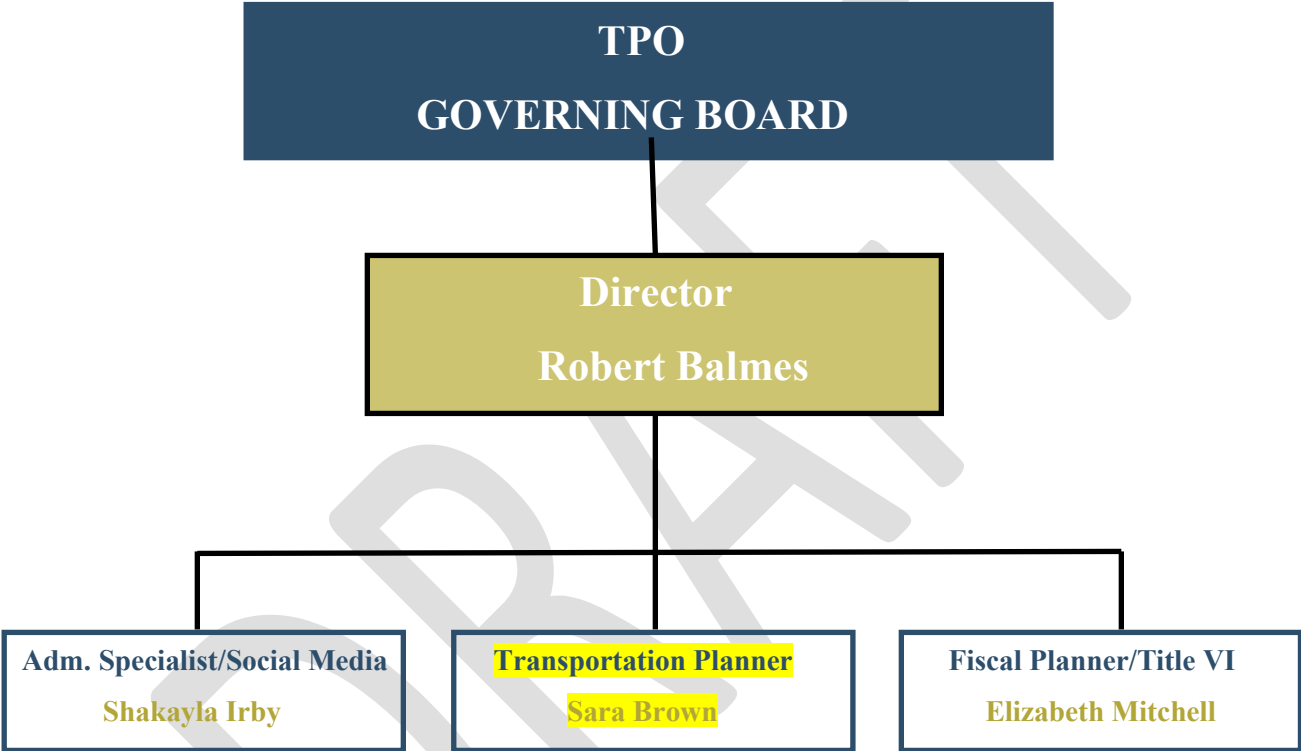 TPO
GOVERNING BOARD
Director
Robert Balmes
Adm. Specialist/Social Media
Shakayla Irby
Transportation Planner
Sara Brown
Fiscal Planner/Title VI
Elizabeth Mitchell
DRAFT